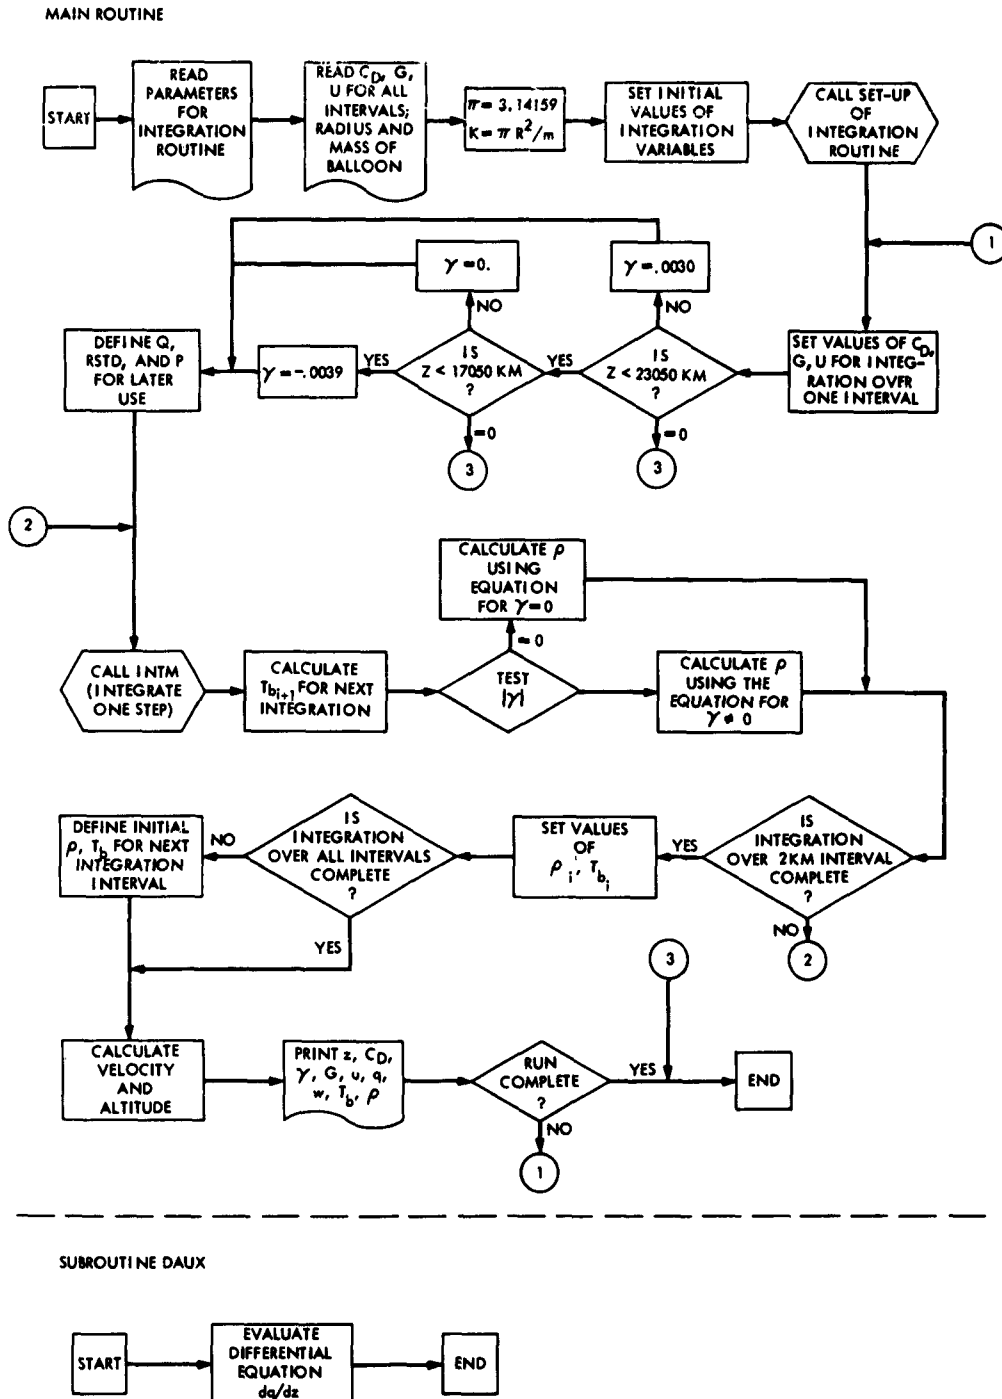 MAIN ROUTINE
START
READ
PARAMETERS
FOR
INTEGRATION
ROUTINE
READ C_D, G,
U FOR ALL
INTERVALS;
RADIUS AND
MASS OF
BALLOON
π = 3.14159
K = π R²/m
SET INITIAL
VALUES OF
INTEGRATION
VARIABLES
CALL SET-UP
OF
INTEGRATION
ROUTINE
1
γ = 0.
γ = .0030
NO
NO
DEFINE Q,
RSTD, AND P
FOR LATER
USE
γ = -.0039
YES
IS
Z < 17050 KM
?
YES
IS
Z < 23050 KM
?
SET VALUES OF C_D,
G, U FOR INTEG-
RATION OVER
ONE INTERVAL
= 0
= 0
3
3
2
CALCULATE ρ
USING
EQUATION
FOR γ = 0
= 0
CALL INTM
(INTEGRATE
ONE STEP)
CALCULATE
T_{b_{i+1}} FOR NEXT
INTEGRATION
TEST
|γ|
CALCULATE ρ
USING THE
EQUATION FOR
γ ≠ 0
DEFINE INITIAL
ρ, T_b FOR NEXT
INTEGRATION
INTERVAL
NO
IS
INTEGRATION
OVER ALL INTERVALS
COMPLETE
?
SET VALUES
OF
ρ_i, T_{b_i}
YES
IS
INTEGRATION
OVER 2KM INTERVAL
COMPLETE
?
YES
NO
3
2
CALCULATE
VELOCITY
AND
ALTITUDE
PRINT z, C_D,
γ, G, u, q,
w, T_b, ρ
RUN
COMPLETE
?
YES
END
NO
1
SUBROUTINE DAUX
START
EVALUATE
DIFFERENTIAL
EQUATION
dq/dz
END